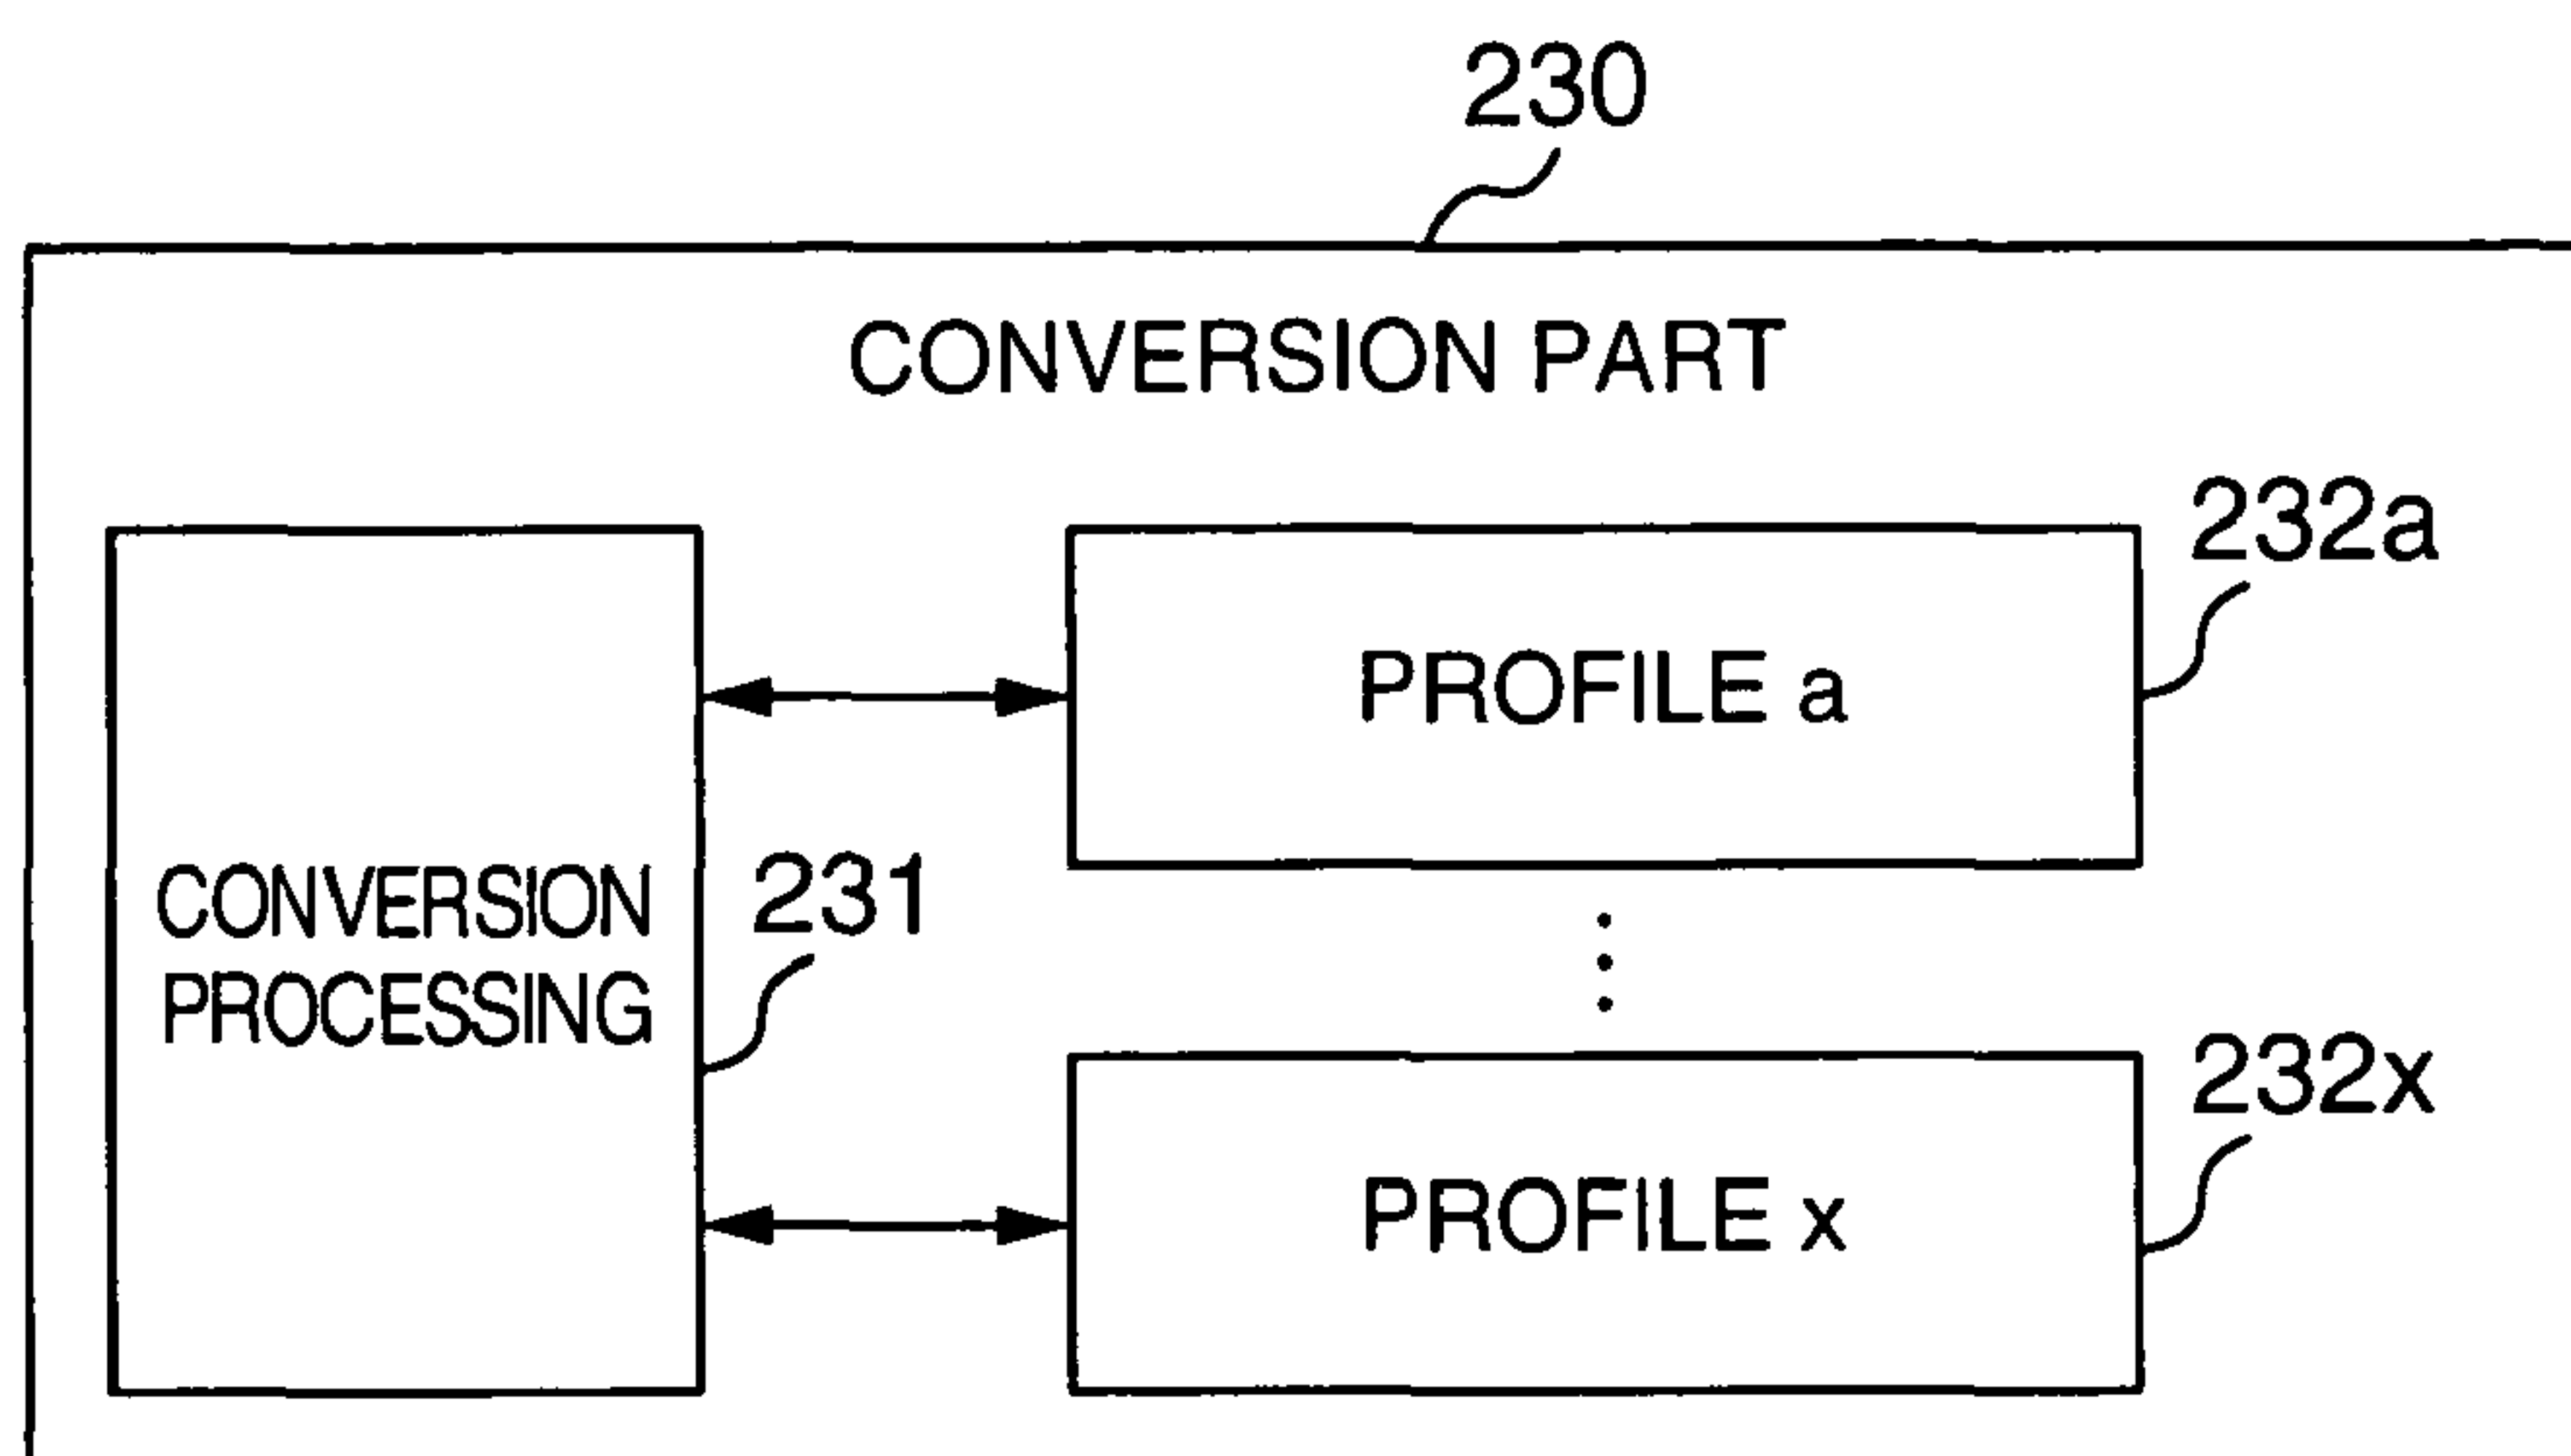 230
CONVERSION PART
232a
PROFILE a
CONVERSION
PROCESSING
231
232x
PROFILE x